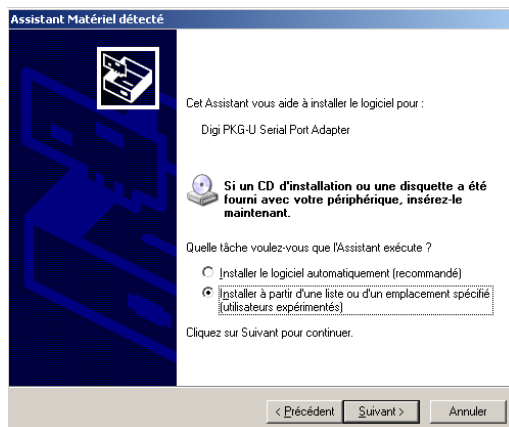 Assistant Matériel détecté
Cet Assistant vous aide à installer le logiciel pour :
Digi PKG-U Serial Port Adapter
Si un CD d'installation ou une disquette a été
fourni avec votre périphérique, insérez-le
maintenant.
Quelle tâche voulez-vous que l'Assistant exécute ?
Installer le logiciel automatiquement (recommandé)
Installer à partir d'une liste ou d'un emplacement spécifié
(utilisateurs expérimentés)
Cliquez sur Suivant pour continuer.
< Précédent Suivant > Annuler